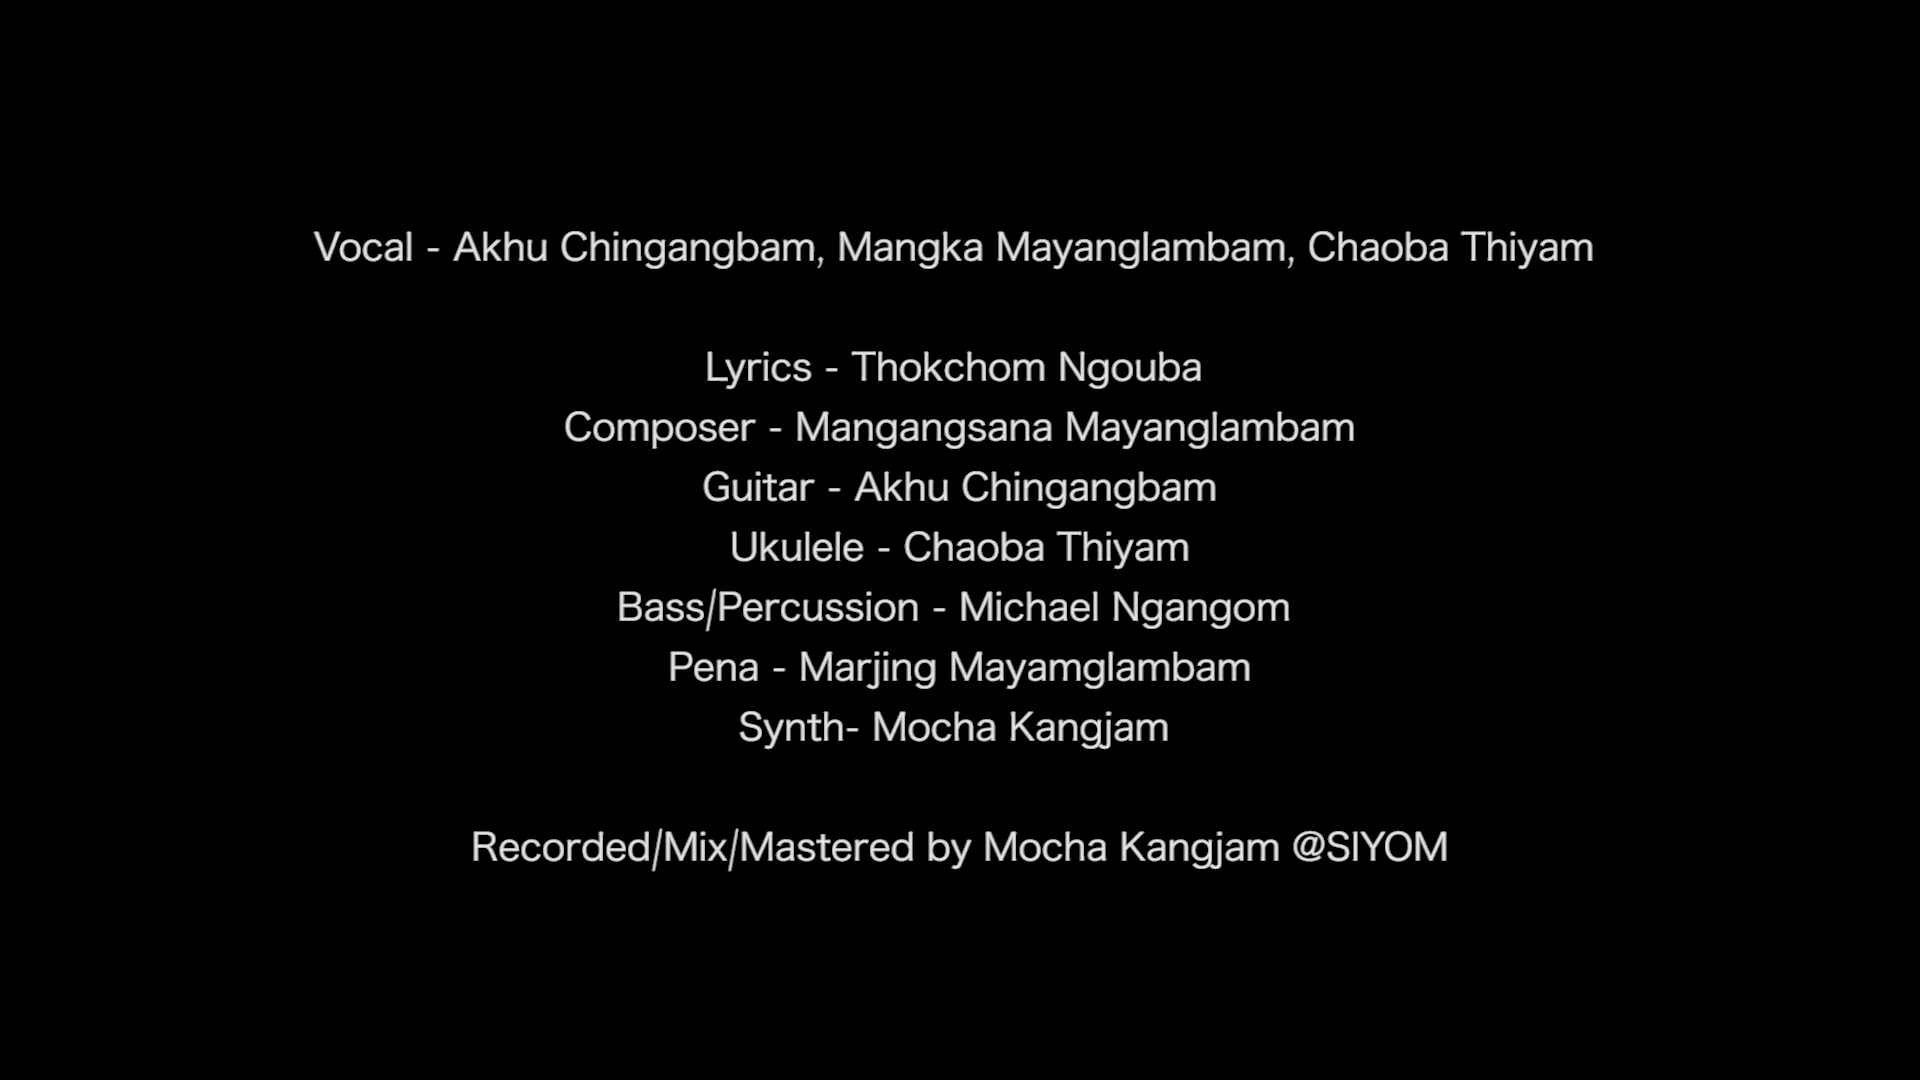 Vocal - Akhu Chingangbam, Mangka Mayanglambam, Chaoba Thiyam
Lyrics - Thokchom Ngouba
Composer - Mangangsana Mayanglambam
Guitar - Akhu Chingangbam
Ukulele - Chaoba Thiyam
Bass/Percussion - Michael Ngangom
Pena - Marjing Mayamglambam
Synth- Mocha Kangjam
Recorded/Mix/Mastered by Mocha Kangjam @SIYOM